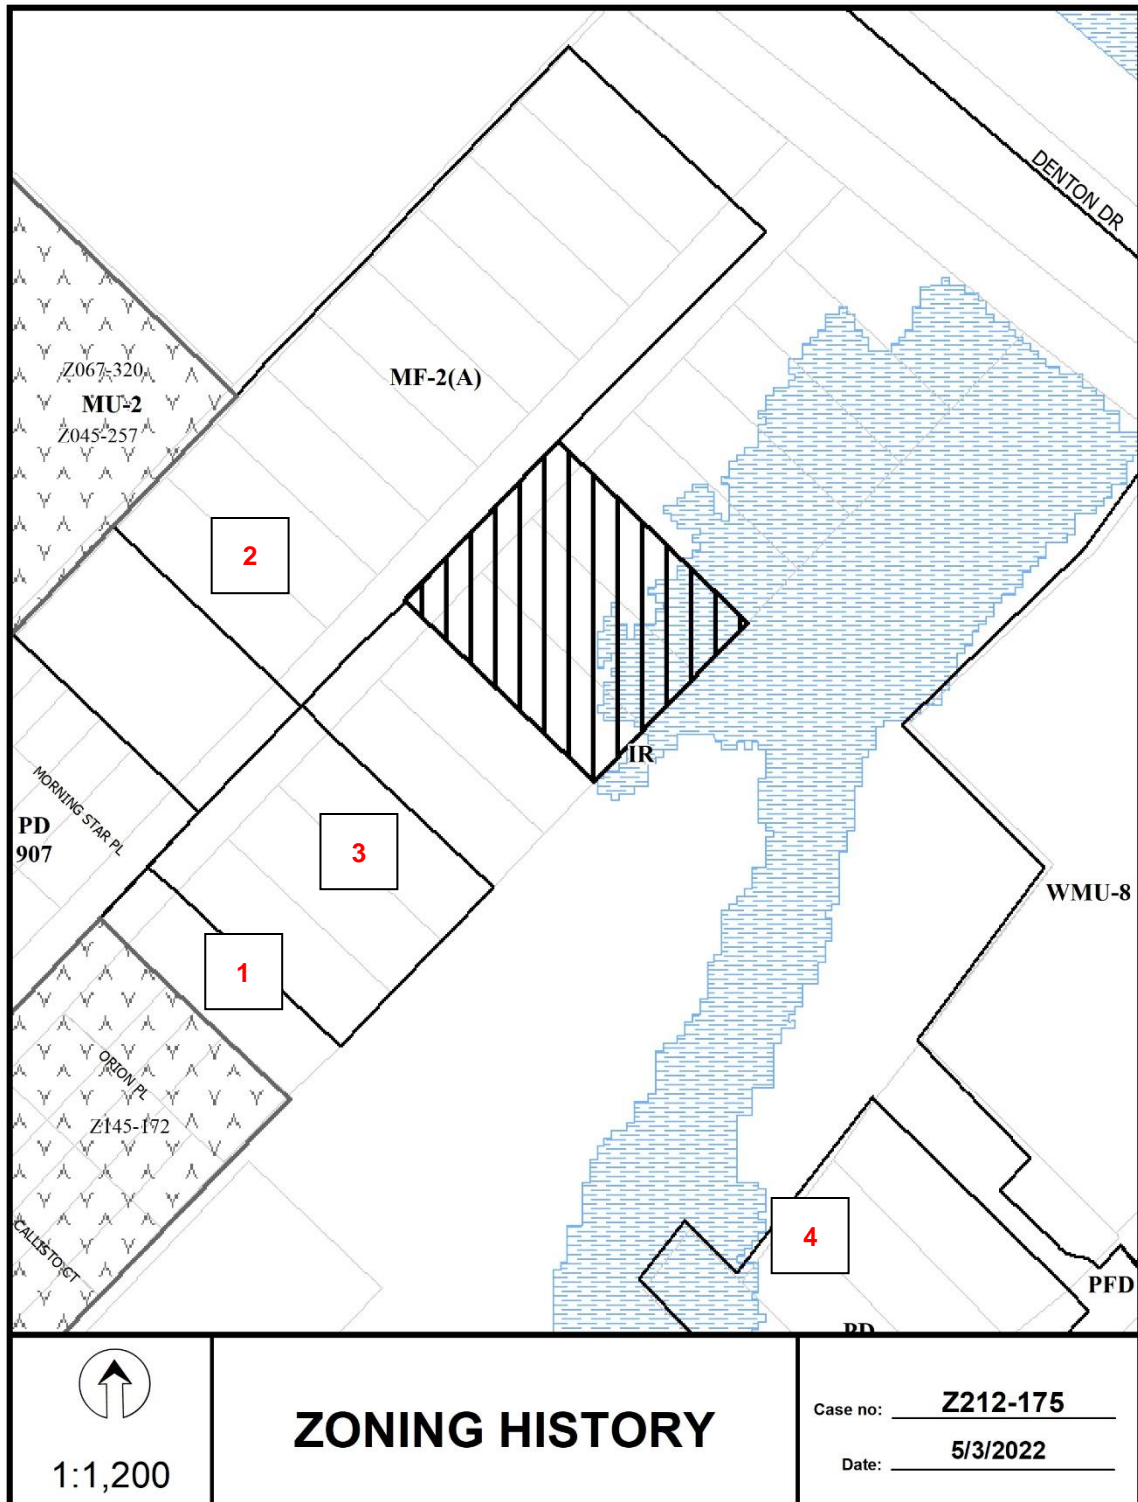 DENTON DR
Z067-320
MU-2
Z045-257
MF-2(A)
2
IR
MORNING STAR PL
PD
907
3
WMU-8
1
ORION PL
Z145-172
CALLISTO CT
4
PFD
PD
1:1,200
ZONING HISTORY
Case no: Z212-175
Date: 5/3/2022